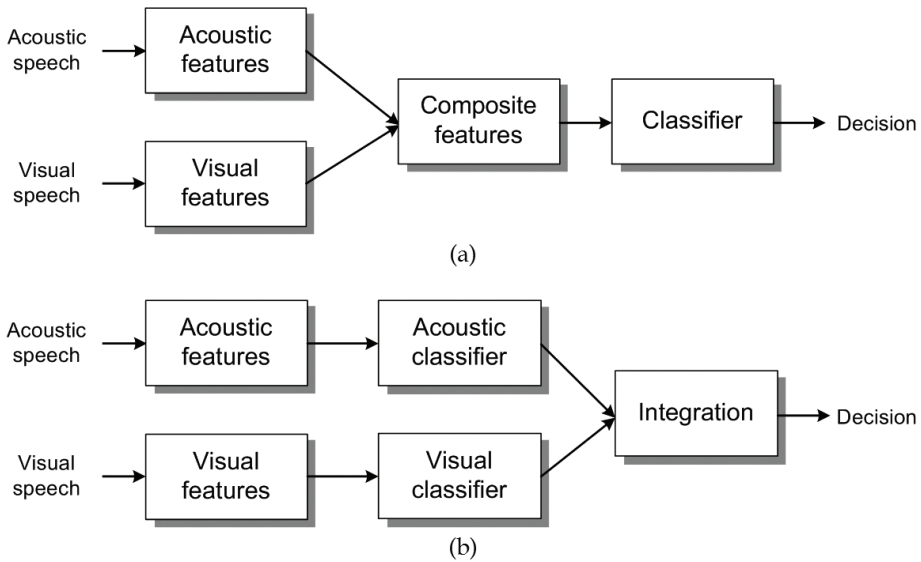 Acoustic
speech
Acoustic
features
Visual
speech
Visual
features
Composite
features
Classifier
Decision
(a)
Acoustic
speech
Acoustic
features
Acoustic
classifier
Visual
speech
Visual
features
Visual
classifier
Integration
Decision
(b)